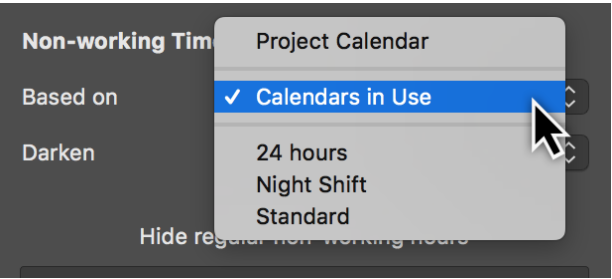 Non-working Tim
Project Calendar
Based on
✓ Calendars in Use
Darken
24 hours
Night Shift
Standard
Hide regular non-working hours